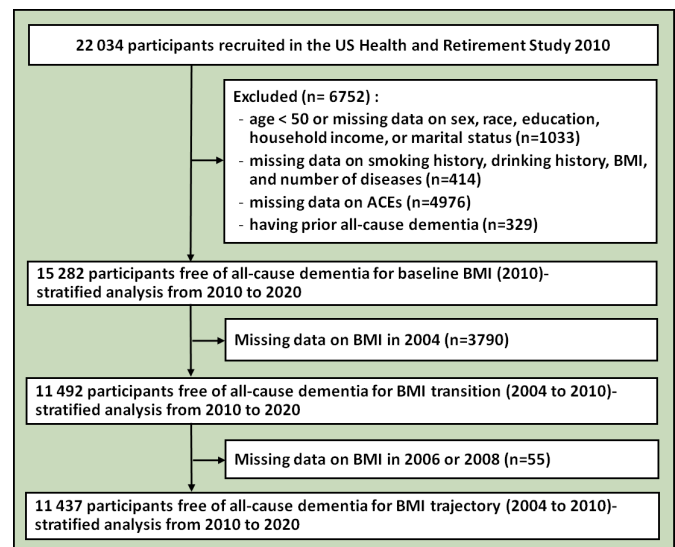 22 034 participants recruited in the US Health and Retirement Study 2010
Excluded (n= 6752) :
- age < 50 or missing data on sex, race, education,
household income, or marital status (n=1033)
- missing data on smoking history, drinking history, BMI,
and number of diseases (n=414)
- missing data on ACEs (n=4976)
- having prior all-cause dementia (n=329)
15 282 participants free of all-cause dementia for baseline BMI (2010)-
stratified analysis from 2010 to 2020
Missing data on BMI in 2004 (n=3790)
11 492 participants free of all-cause dementia for BMI transition (2004 to 2010)-
stratified analysis from 2010 to 2020
Missing data on BMI in 2006 or 2008 (n=55)
11 437 participants free of all-cause dementia for BMI trajectory (2004 to 2010)-
stratified analysis from 2010 to 2020